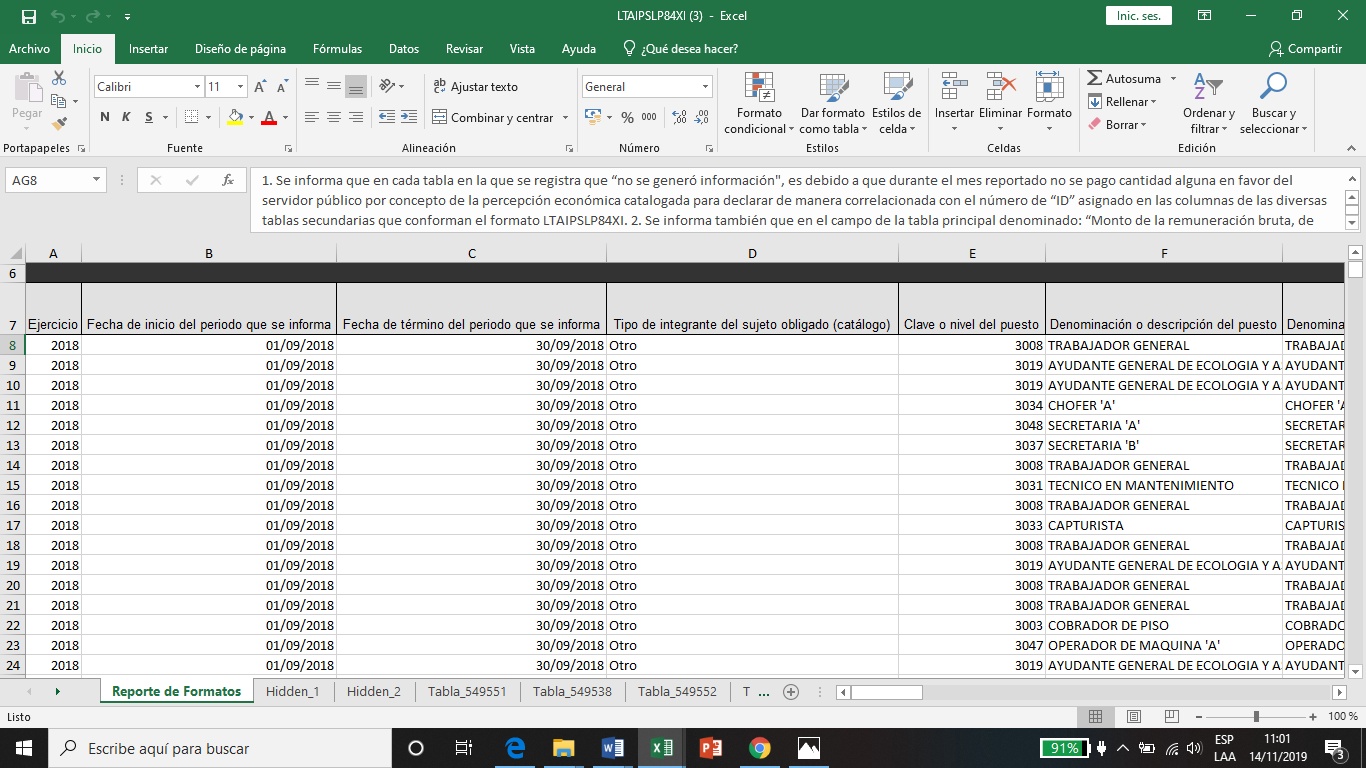 LTAIPSLP84XI (3) - Excel
Inic. ses.
Archivo Inicio Insertar Diseño de página Fórmulas Datos Revisar Vista Ayuda ¿Qué desea hacer? Compartir
Pegar
Calibri 11
N K S
Ajustar texto
Combinar y centrar
General
% 000
Formato condicional
Dar formato como tabla
Estilos de celda
Insertar Eliminar Formato
Autosuma
Rellenar
Borrar
Ordenar y filtrar
Buscar y seleccionar
Portapapeles Fuente Alineación Número Estilos Celdas Edición
AG8
fx
1. Se informa que en cada tabla en la que se registra que “no se generó información", es debido a que durante el mes reportado no se pago cantidad alguna en favor del
servidor público por concepto de la percepción económica catalogada para declarar de manera correlacionada con el número de “ID” asignado en las columnas de las diversas
tablas secundarias que conforman el formato LTAIPSLP84XI. 2. Se informa también que en el campo de la tabla principal denominado: “Monto de la remuneración bruta, de
A B C D E F
6
7 Ejercicio Fecha de inicio del periodo que se informa Fecha de término del periodo que se informa Tipo de integrante del sujeto obligado (catálogo) Clave o nivel del puesto Denominación o descripción del puesto Denomina
8 2018 01/09/2018 30/09/2018 Otro 3008 TRABAJADOR GENERAL TRABAJAD
9 2018 01/09/2018 30/09/2018 Otro 3019 AYUDANTE GENERAL DE ECOLOGIA Y A AYUDANT
10 2018 01/09/2018 30/09/2018 Otro 3019 AYUDANTE GENERAL DE ECOLOGIA Y A AYUDANT
11 2018 01/09/2018 30/09/2018 Otro 3034 CHOFER 'A' CHOFER 'A
12 2018 01/09/2018 30/09/2018 Otro 3048 SECRETARIA 'A' SECRETAR
13 2018 01/09/2018 30/09/2018 Otro 3037 SECRETARIA 'B' SECRETAR
14 2018 01/09/2018 30/09/2018 Otro 3008 TRABAJADOR GENERAL TRABAJAD
15 2018 01/09/2018 30/09/2018 Otro 3031 TECNICO EN MANTENIMIENTO TECNICO
16 2018 01/09/2018 30/09/2018 Otro 3008 TRABAJADOR GENERAL TRABAJAD
17 2018 01/09/2018 30/09/2018 Otro 3033 CAPTURISTA CAPTURIS
18 2018 01/09/2018 30/09/2018 Otro 3008 TRABAJADOR GENERAL TRABAJAD
19 2018 01/09/2018 30/09/2018 Otro 3019 AYUDANTE GENERAL DE ECOLOGIA Y A AYUDANT
20 2018 01/09/2018 30/09/2018 Otro 3008 TRABAJADOR GENERAL TRABAJAD
21 2018 01/09/2018 30/09/2018 Otro 3008 TRABAJADOR GENERAL TRABAJAD
22 2018 01/09/2018 30/09/2018 Otro 3003 COBRADOR DE PISO COBRADO
23 2018 01/09/2018 30/09/2018 Otro 3047 OPERADOR DE MAQUINA 'A' OPERADO
24 2018 01/09/2018 30/09/2018 Otro 3019 AYUDANTE GENERAL DE ECOLOGIA Y A AYUDANT
Reporte de Formatos Hidden_1 Hidden_2 Tabla_549551 Tabla_549538 Tabla_549552 T ...
Listo 100 %
Escribe aquí para buscar
91%
ESP
LAA
11:01
14/11/2019
3